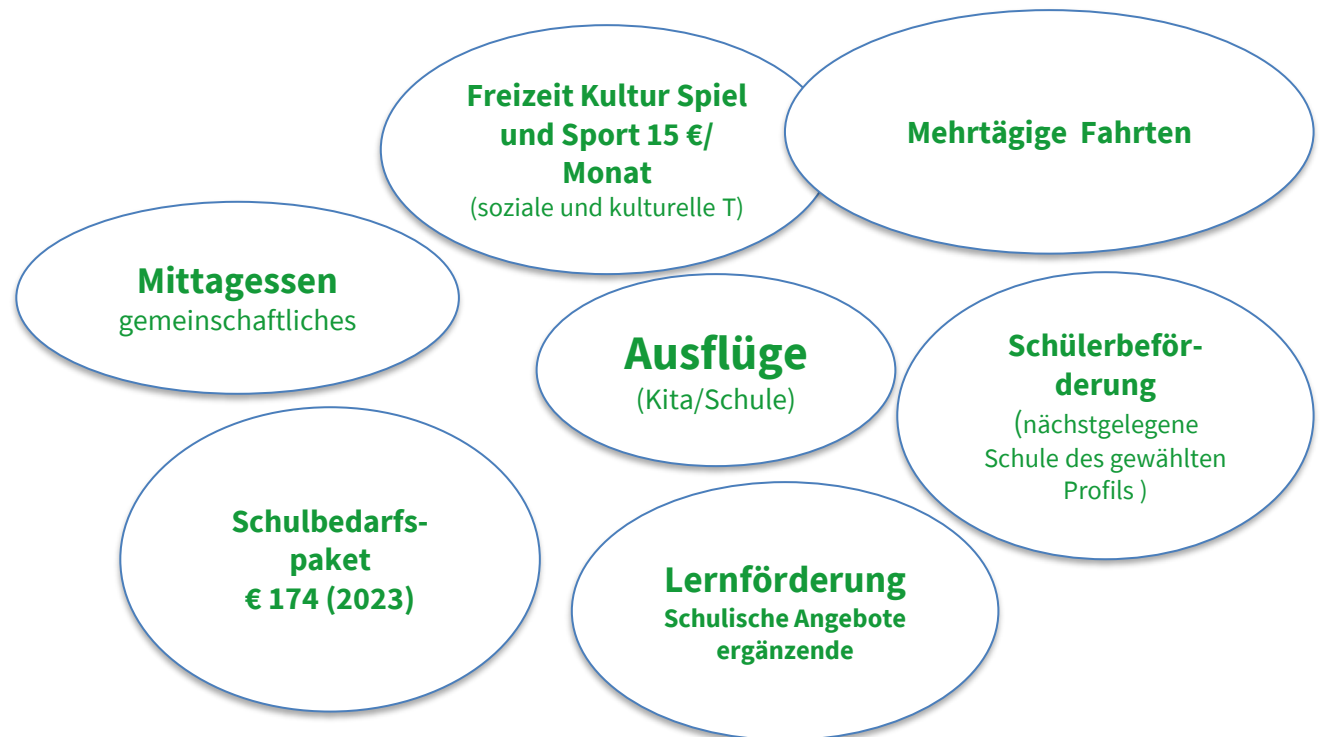 Freizeit Kultur Spiel
und Sport 15 €/
Monat
(soziale und kulturelle T)
Mehrtägige Fahrten
Mittagessen
gemeinschaftliches
Ausflüge
(Kita/Schule)
Schülerbeför-
derung
(nächstgelegene
Schule des gewählten
Profils )
Schulbedarfs-
paket
€ 174 (2023)
Lernförderung
Schulische Angebote
ergänzende